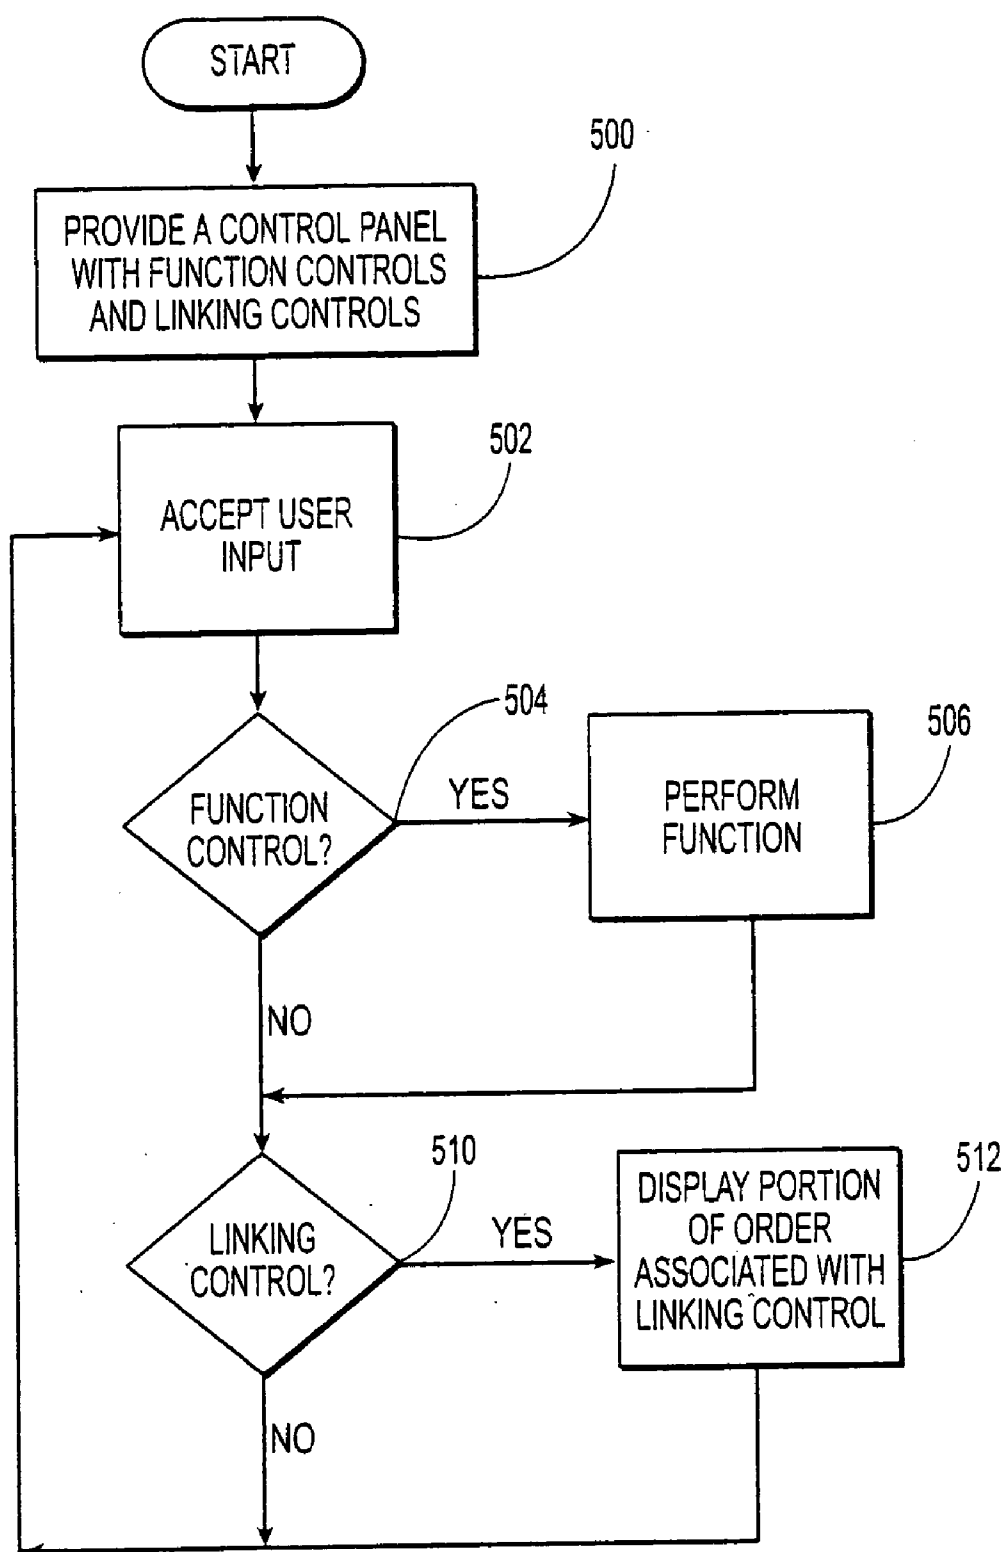 START
500
PROVIDE A CONTROL PANEL
WITH FUNCTION CONTROLS
AND LINKING CONTROLS
502
ACCEPT USER
INPUT
504
FUNCTION
CONTROL?
YES
506
PERFORM
FUNCTION
NO
510
LINKING
CONTROL?
YES
512
DISPLAY PORTION
OF ORDER
ASSOCIATED WITH
LINKING CONTROL
NO